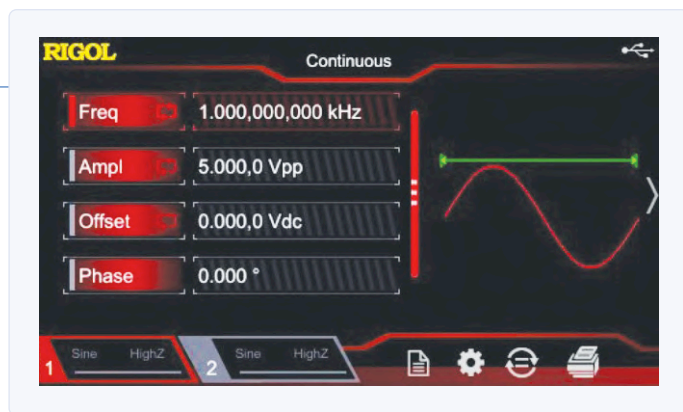 RIGOL
Continuous
Freq 1.000,000,000 kHz
Ampl 5.000,0 Vpp
Offset 0.000,0 Vdc
Phase 0.000 °
1 Sine HighZ 2 Sine HighZ